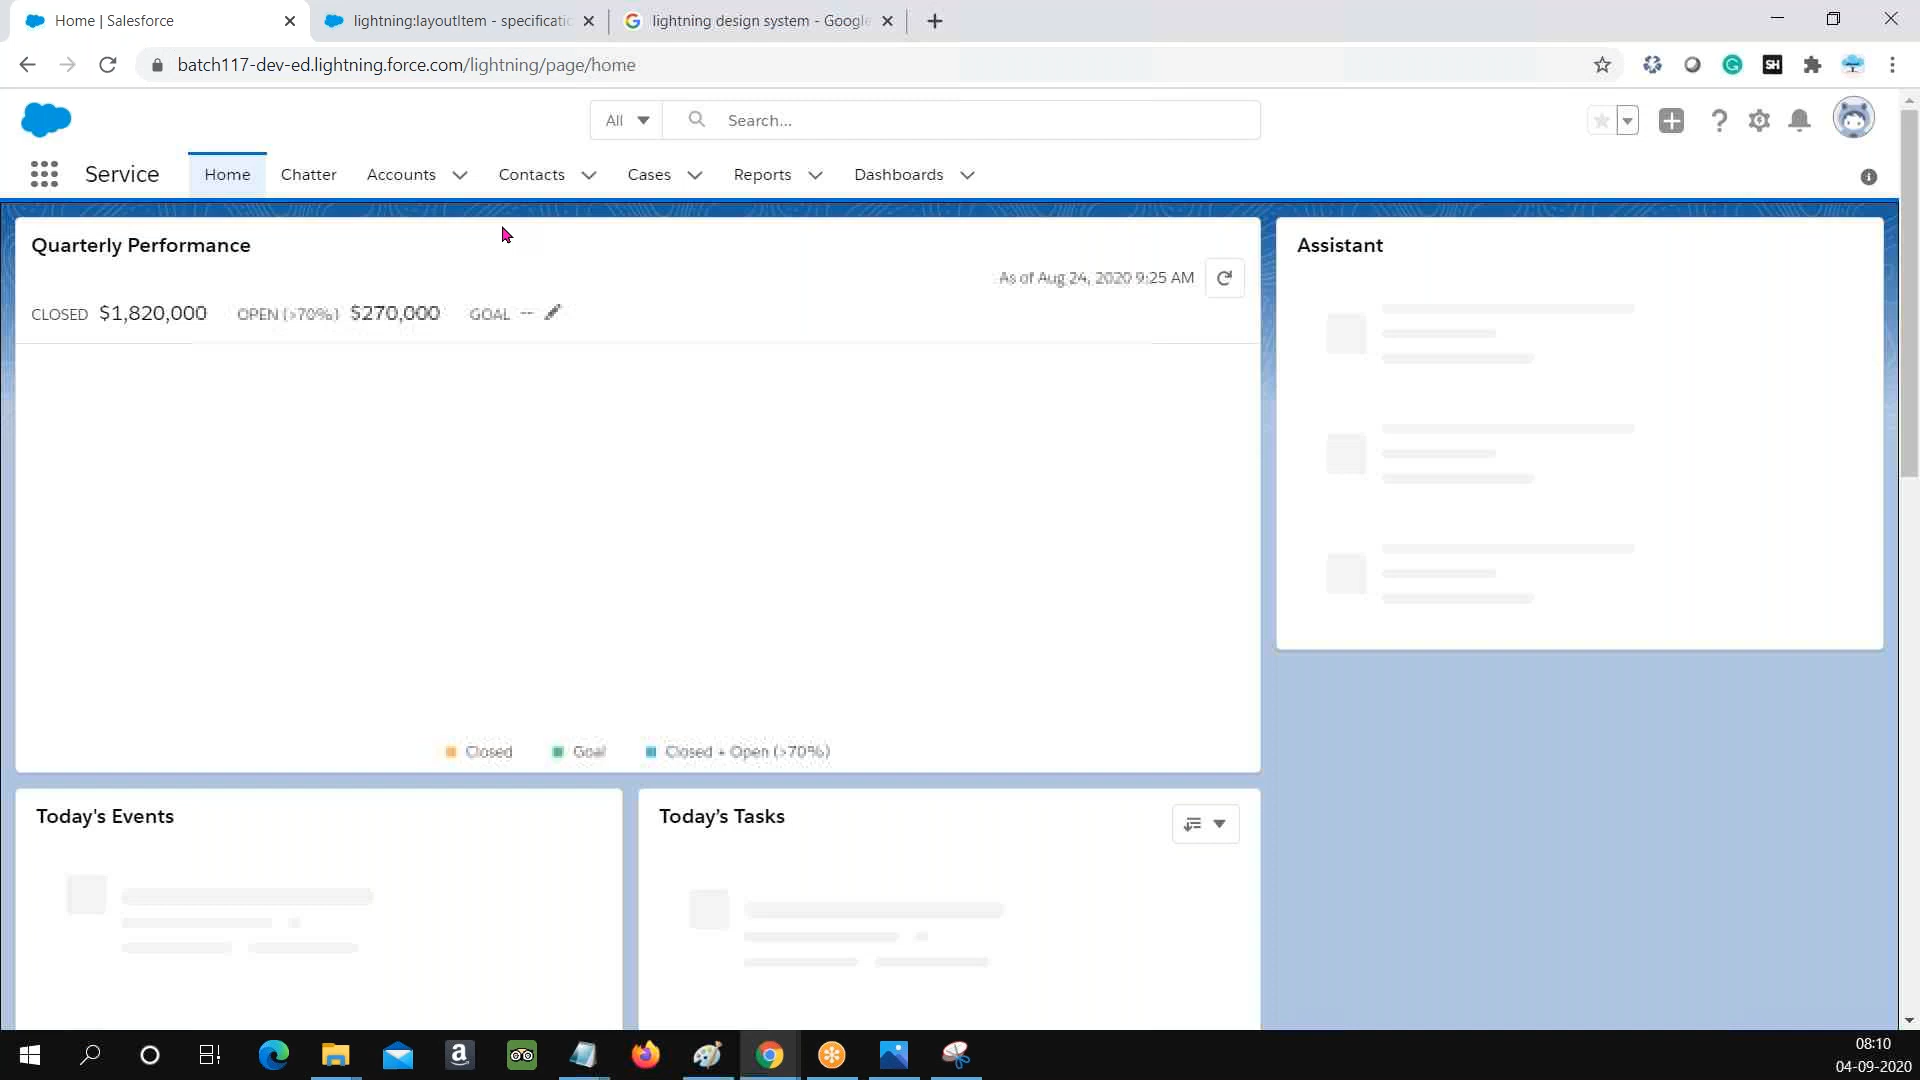 Home | Salesforce
lightning:layoutItem - specificatio
lightning design system - Google
batch117-dev-ed.lightning.force.com/lightning/page/home
SH
All
Search...
Service
Home
Chatter
Accounts
Contacts
Cases
Reports
Dashboards
Quarterly Performance
As of Aug 24, 2020 9:25 AM
CLOSED $1,820,000 OPEN (>70%) $270,000 GOAL --
Closed
Goal
Closed + Open (>70%)
Assistant
Today's Events
Today's Tasks
08:10
04-09-2020